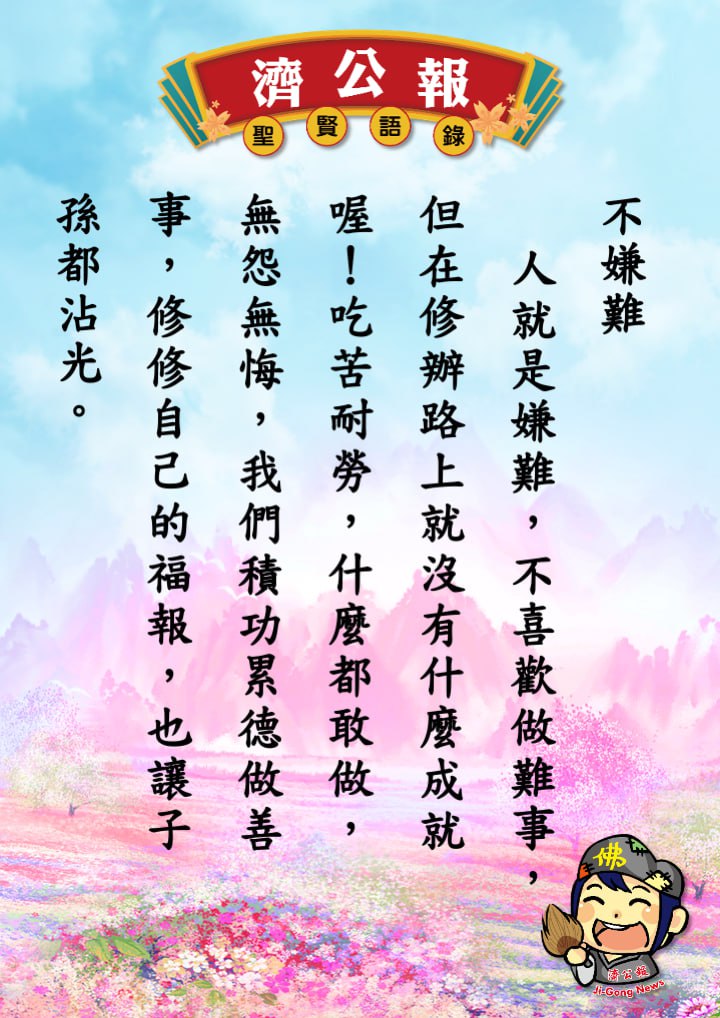 濟公報
聖賢語錄
不嫌難
人就是嫌難，不喜歡做難事，
但在修辦路上就沒有什麼成就
喔！吃苦耐勞，什麼都敢做，
無怨無悔，我們積功累德做善
事，修修自己的福報，也讓子
孫都沾光。
佛
濟公報
Ji-Gong News